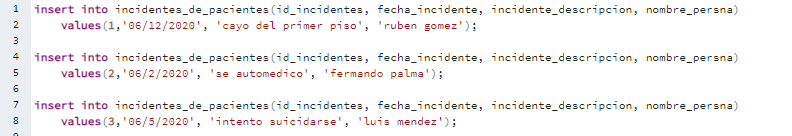 1 insert into incidentes_de_pacientes(id_incidentes, fecha_incidente, incidente_descripcion, nombre_persna)
2 values(1,'06/12/2020', 'cayo del primer piso', 'ruben gomez');
3
4 insert into incidentes_de_pacientes(id_incidentes, fecha_incidente, incidente_descripcion, nombre_persna)
5 values(2,'06/2/2020', 'se automedico', 'fermando palma');
6
7 insert into incidentes_de_pacientes(id_incidentes, fecha_incidente, incidente_descripcion, nombre_persna)
8 values(3,'06/5/2020', 'intento suicidarse', 'luis mendez');